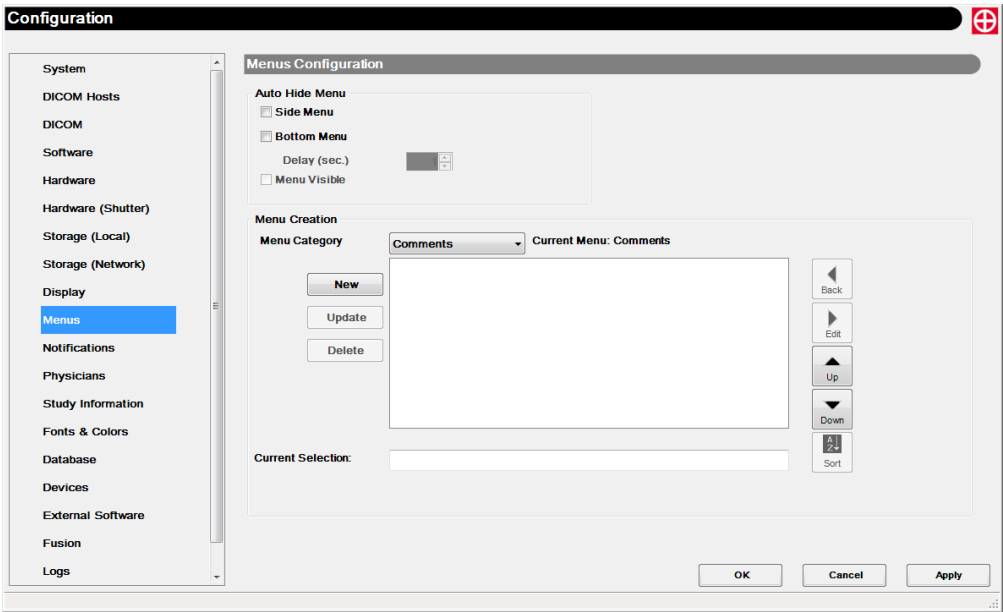 Configuration
System
DICOM Hosts
DICOM
Software
Hardware
Hardware (Shutter)
Storage (Local)
Storage (Network)
Display
Menus
Notifications
Physicians
Study Information
Fonts & Colors
Database
Devices
External Software
Fusion
Logs
Menus Configuration
Auto Hide Menu
Side Menu
Bottom Menu
Delay (sec.)
Menu Visible
Menu Creation
Menu Category Comments Current Menu: Comments
New
Update
Delete
Back
Edit
Up
Down
A
Z
Sort
Current Selection:
OK Cancel Apply